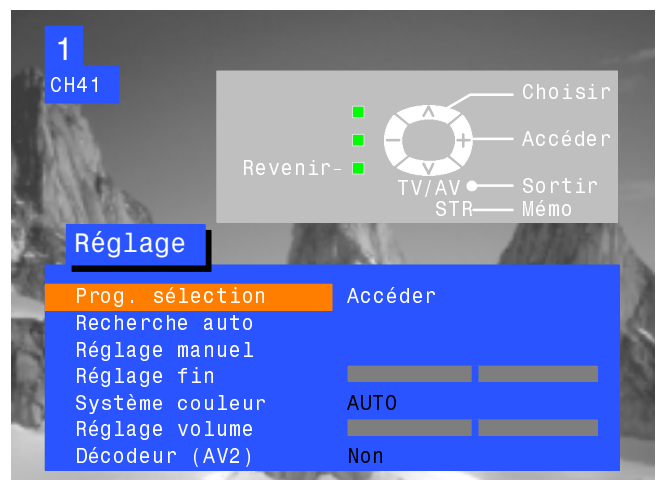 1
CH41
Choisir
Accéder
Revenir-
TV/AV Sortir
STR Mémo
Réglage
Prog. sélection Accéder
Recherche auto
Réglage manuel
Réglage fin
Système couleur AUTO
Réglage volume
Décodeur (AV2) Non